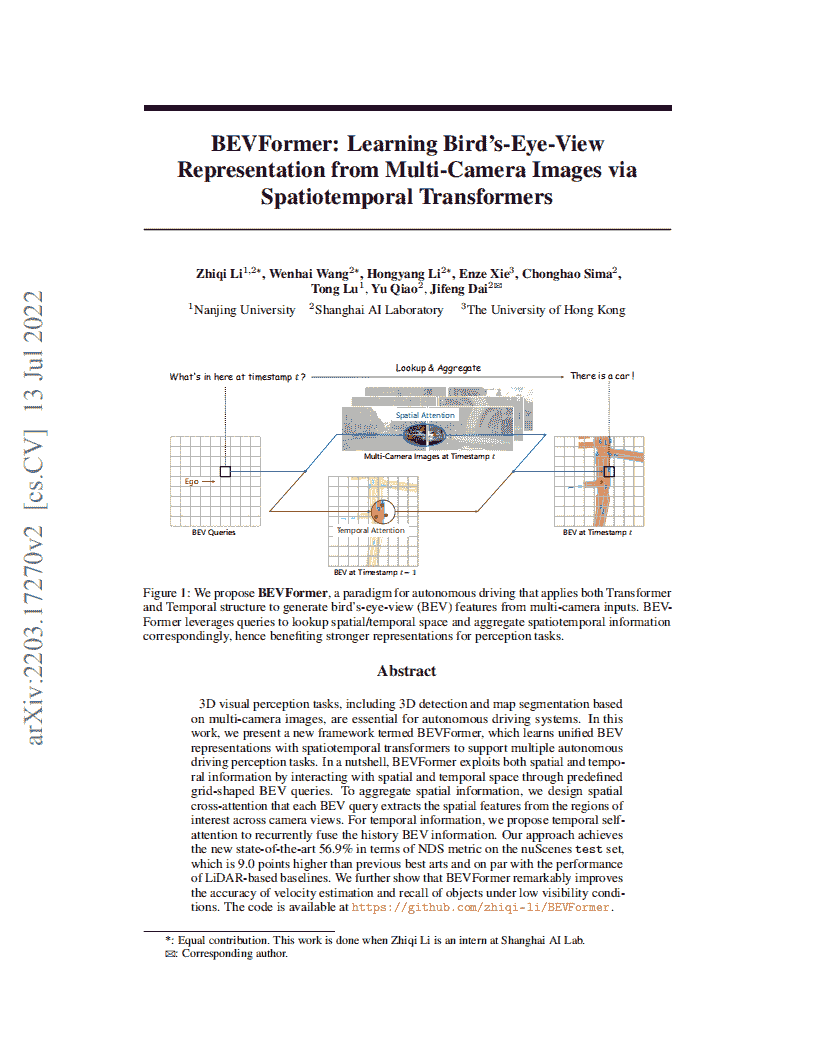 arXiv:2203.17270v2 [cs.CV] 13 Jul 2022
BEVFormer: Learning Bird's-Eye-View
Representation from Multi-Camera Images via
Spatiotemporal Transformers
Zhiqi Li1,2*, Wenhai Wang2*, Hongyang Li2*, Enze Xie3, Chonghao Sima2,
Tong Lu1, Yu Qiao2, Jifeng Dai2✉
1Nanjing University 2Shanghai AI Laboratory 3The University of Hong Kong
What's in here at timestamp t?
Lookup & Aggregate
There is a car!
Spatial Attention
Multi-Camera Images at Timestamp t
Ego
BEV Queries
Temporal Attention
BEV at Timestamp t − 1
BEV at Timestamp t
Figure 1: We propose BEVFormer, a paradigm for autonomous driving that applies both Transformer
and Temporal structure to generate bird's-eye-view (BEV) features from multi-camera inputs. BEV-
Former leverages queries to lookup spatial/temporal space and aggregate spatiotemporal information
correspondingly, hence benefiting stronger representations for perception tasks.
Abstract
3D visual perception tasks, including 3D detection and map segmentation based
on multi-camera images, are essential for autonomous driving systems. In this
work, we present a new framework termed BEVFormer, which learns unified BEV
representations with spatiotemporal transformers to support multiple autonomous
driving perception tasks. In a nutshell, BEVFormer exploits both spatial and tempo-
ral information by interacting with spatial and temporal space through predefined
grid-shaped BEV queries. To aggregate spatial information, we design spatial
cross-attention that each BEV query extracts the spatial features from the regions of
interest across camera views. For temporal information, we propose temporal self-
attention to recurrently fuse the history BEV information. Our approach achieves
the new state-of-the-art 56.9% in terms of NDS metric on the nuScenes test set,
which is 9.0 points higher than previous best arts and on par with the performance
of LiDAR-based baselines. We further show that BEVFormer remarkably improves
the accuracy of velocity estimation and recall of objects under low visibility condi-
tions. The code is available at https://github.com/zhiqi-li/BEVFormer.
*: Equal contribution. This work is done when Zhiqi Li is an intern at Shanghai AI Lab.
✉: Corresponding author.